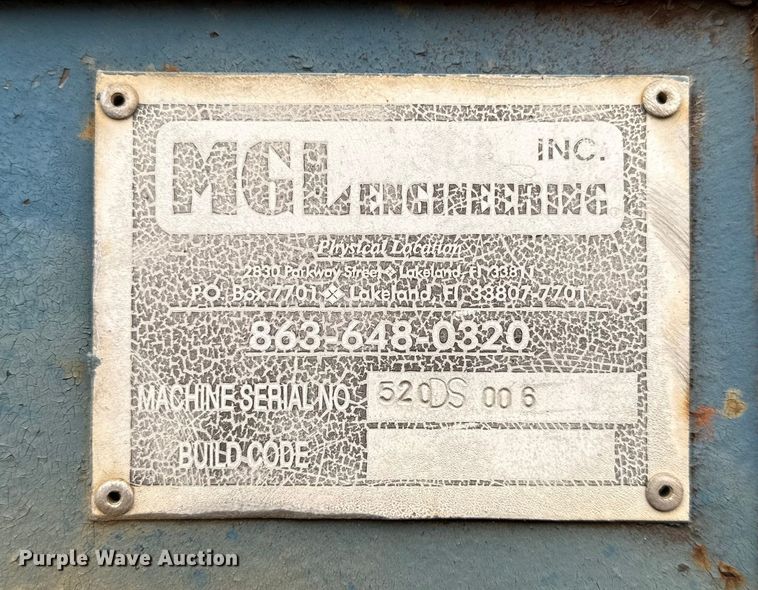 MGL ENGINEERING INC.
Physical Location
2830 Parkway Street ❖ Lakeland, Fl 33811
P.O. Box 7701 ❖ Lakeland, Fl 33807-7701
863-648-0320
MACHINE SERIAL NO. 520DS 006
BUILD CODE
Purple Wave Auction